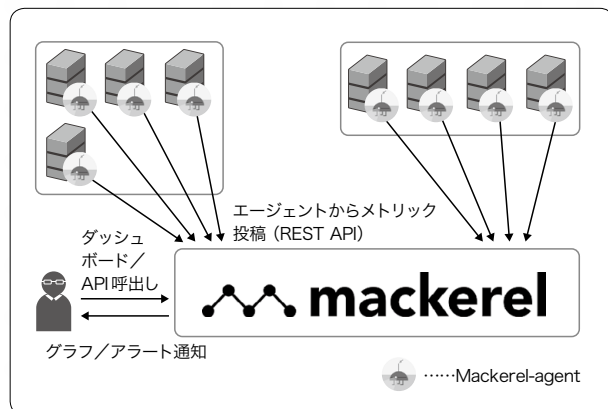 エージェントからメトリック
投稿（REST API）
ダッシュ
ボード／
API呼出し
mackerel
グラフ／アラート通知
……Mackerel-agent